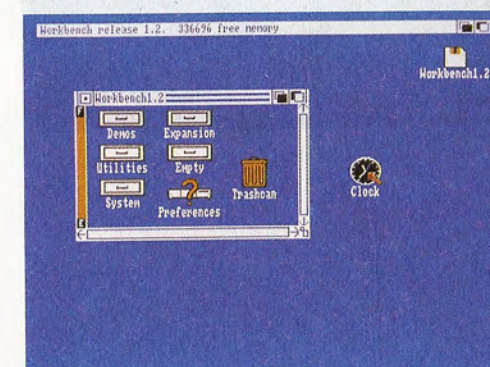 Workbench release 1.2. 336696 free memory
Workbench1.2
Workbench1.2
F
Demos Expansion
Utilities Empty
Trashcan
Clock
System
Preferences
E